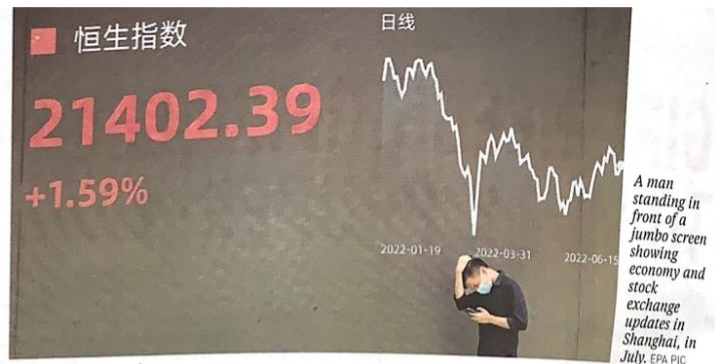 恒生指数
21402.39
+1.59%
日线
2022-01-19
2022-03-31
2022-06-15
A man
standing in
front of a
jumbo screen
showing
economy and
stock
exchange
updates in
Shanghai, in
July. EPA PIC